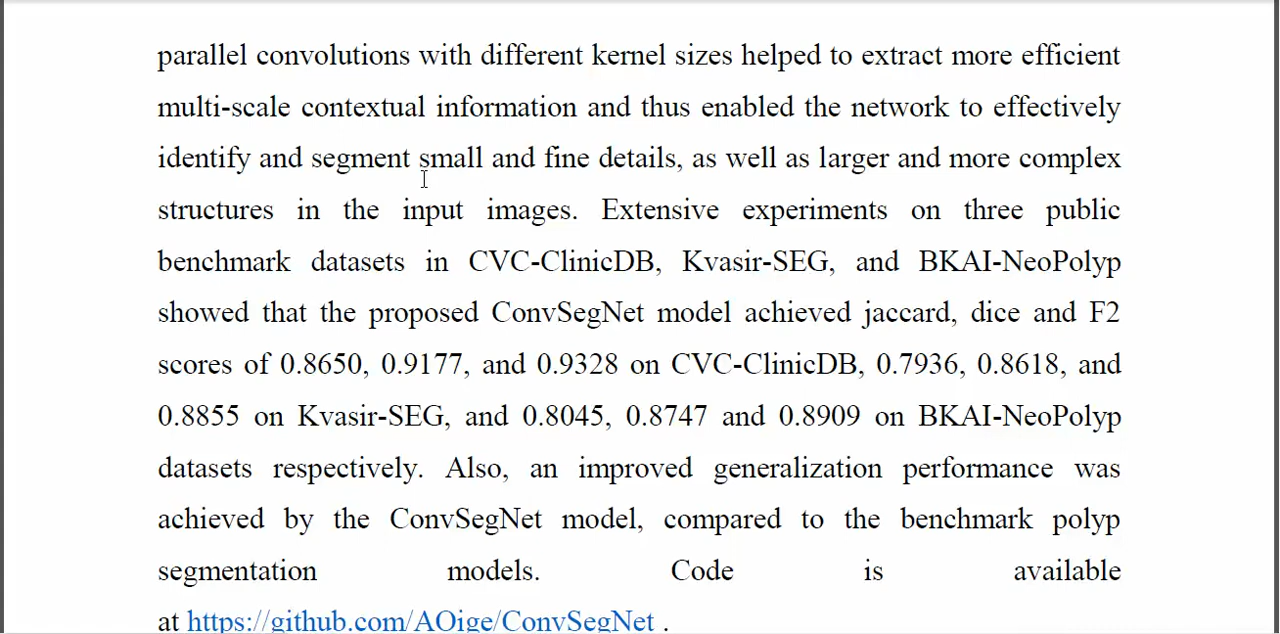 parallel convolutions with different kernel sizes helped to extract more efficient
multi-scale contextual information and thus enabled the network to effectively
identify and segment small and fine details, as well as larger and more complex
structures in the input images. Extensive experiments on three public
benchmark datasets in CVC-ClinicDB, Kvasir-SEG, and BKAI-NeoPolyp
showed that the proposed ConvSegNet model achieved jaccard, dice and F2
scores of 0.8650, 0.9177, and 0.9328 on CVC-ClinicDB, 0.7936, 0.8618, and
0.8855 on Kvasir-SEG, and 0.8045, 0.8747 and 0.8909 on BKAI-NeoPolyp
datasets respectively. Also, an improved generalization performance was
achieved by the ConvSegNet model, compared to the benchmark polyp
segmentation models. Code is available
at https://github.com/AOige/ConvSegNet .